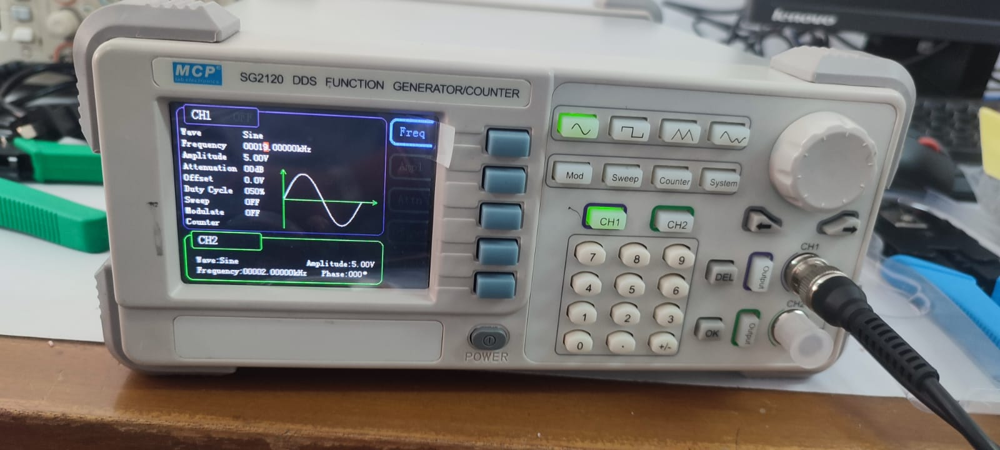 lenovo
MCP
lab electronics
SG2120 DDS FUNCTION GENERATOR/COUNTER
CH1 OFF
Wave Sine
Frequency 00019.00000kHz
Amplitude 5.00V
Attenuation 00dB
Offset 0.0V
Duty Cycle 050%
Sweep OFF
Modulate OFF
Counter
Freq
Ampl
Attn
CH2
Wave:Sine Amplitude:5.00V
Frequency:00002.00000kHz Phase:000°
POWER
Mod Sweep Counter System
CH1 CH2
7 8 9
4 5 6
1 2 3
0 . +/-
DEL
OK
Output
Output
CH1
CH2